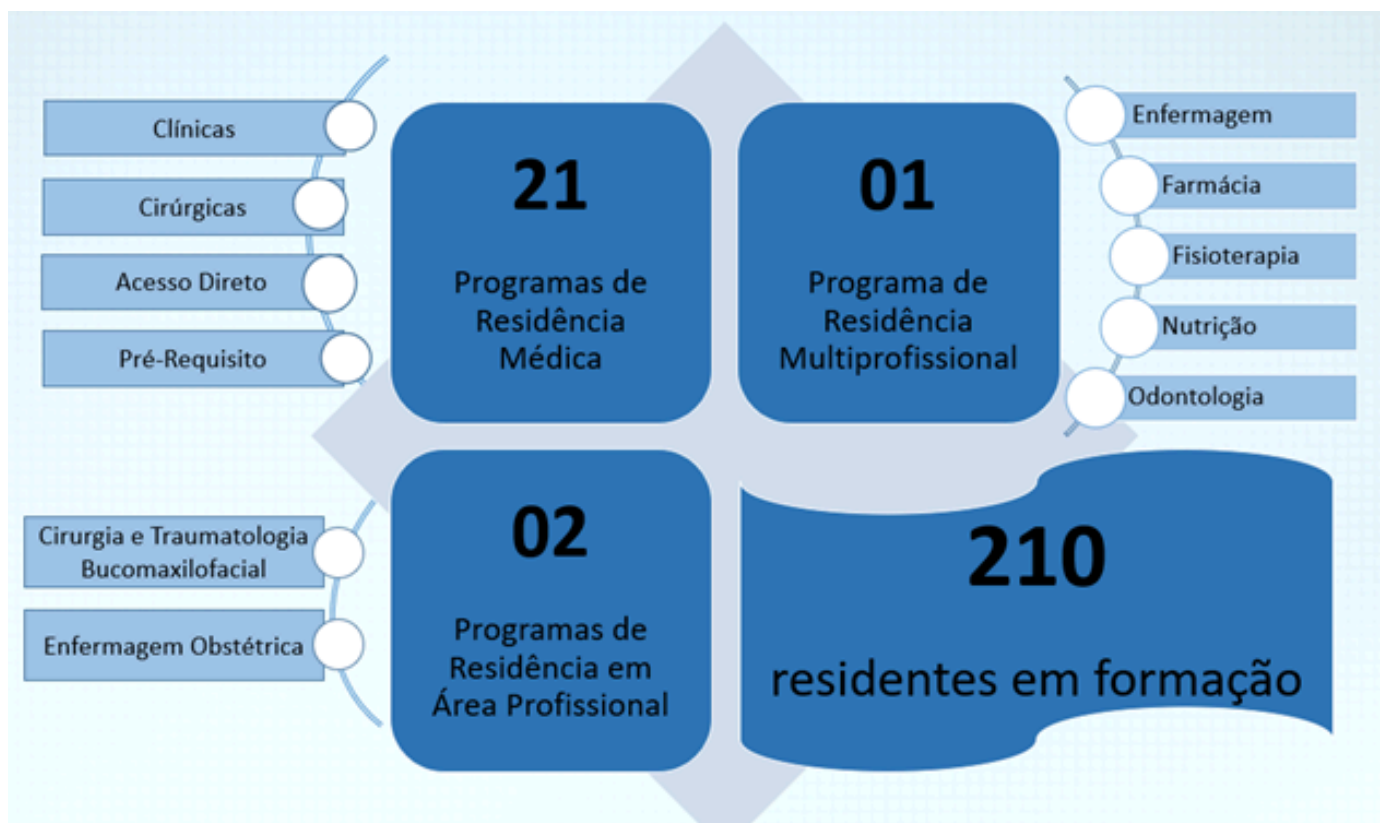 Clínicas
Cirúrgicas
Acesso Direto
Pré-Requisito
21
Programas de
Residência
Médica
01
Programa de
Residência
Multiprofissional
Enfermagem
Farmácia
Fisioterapia
Nutrição
Odontologia
Cirurgia e Traumatologia
Bucomaxilofacial
Enfermagem Obstétrica
02
Programas de
Residência em
Área Profissional
210
residentes em formação